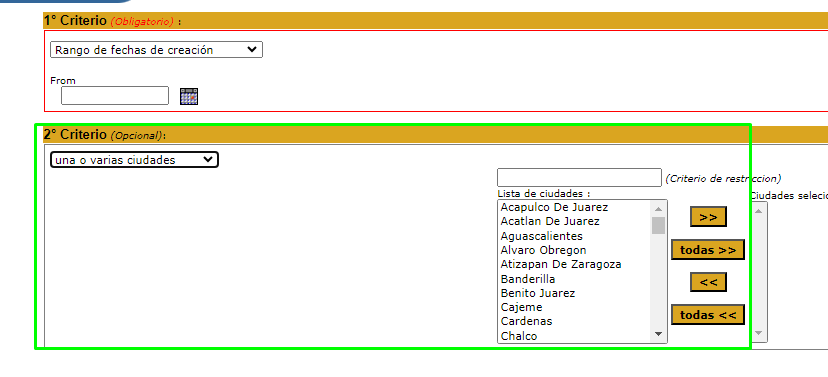 1° Criterio (Obligatorio) :
Rango de fechas de creación
From
2° Criterio (Opcional):
una o varias ciudades
(Criterio de restriccion)
Lista de ciudades :
Ciudades
Acapulco De Juarez
Acatlan De Juarez
Aguascalientes
Alvaro Obregon
Atizapan De Zaragoza
Banderilla
Benito Juarez
Cajeme
Cardenas
Chalco
>>
todas >>
<<
todas <<